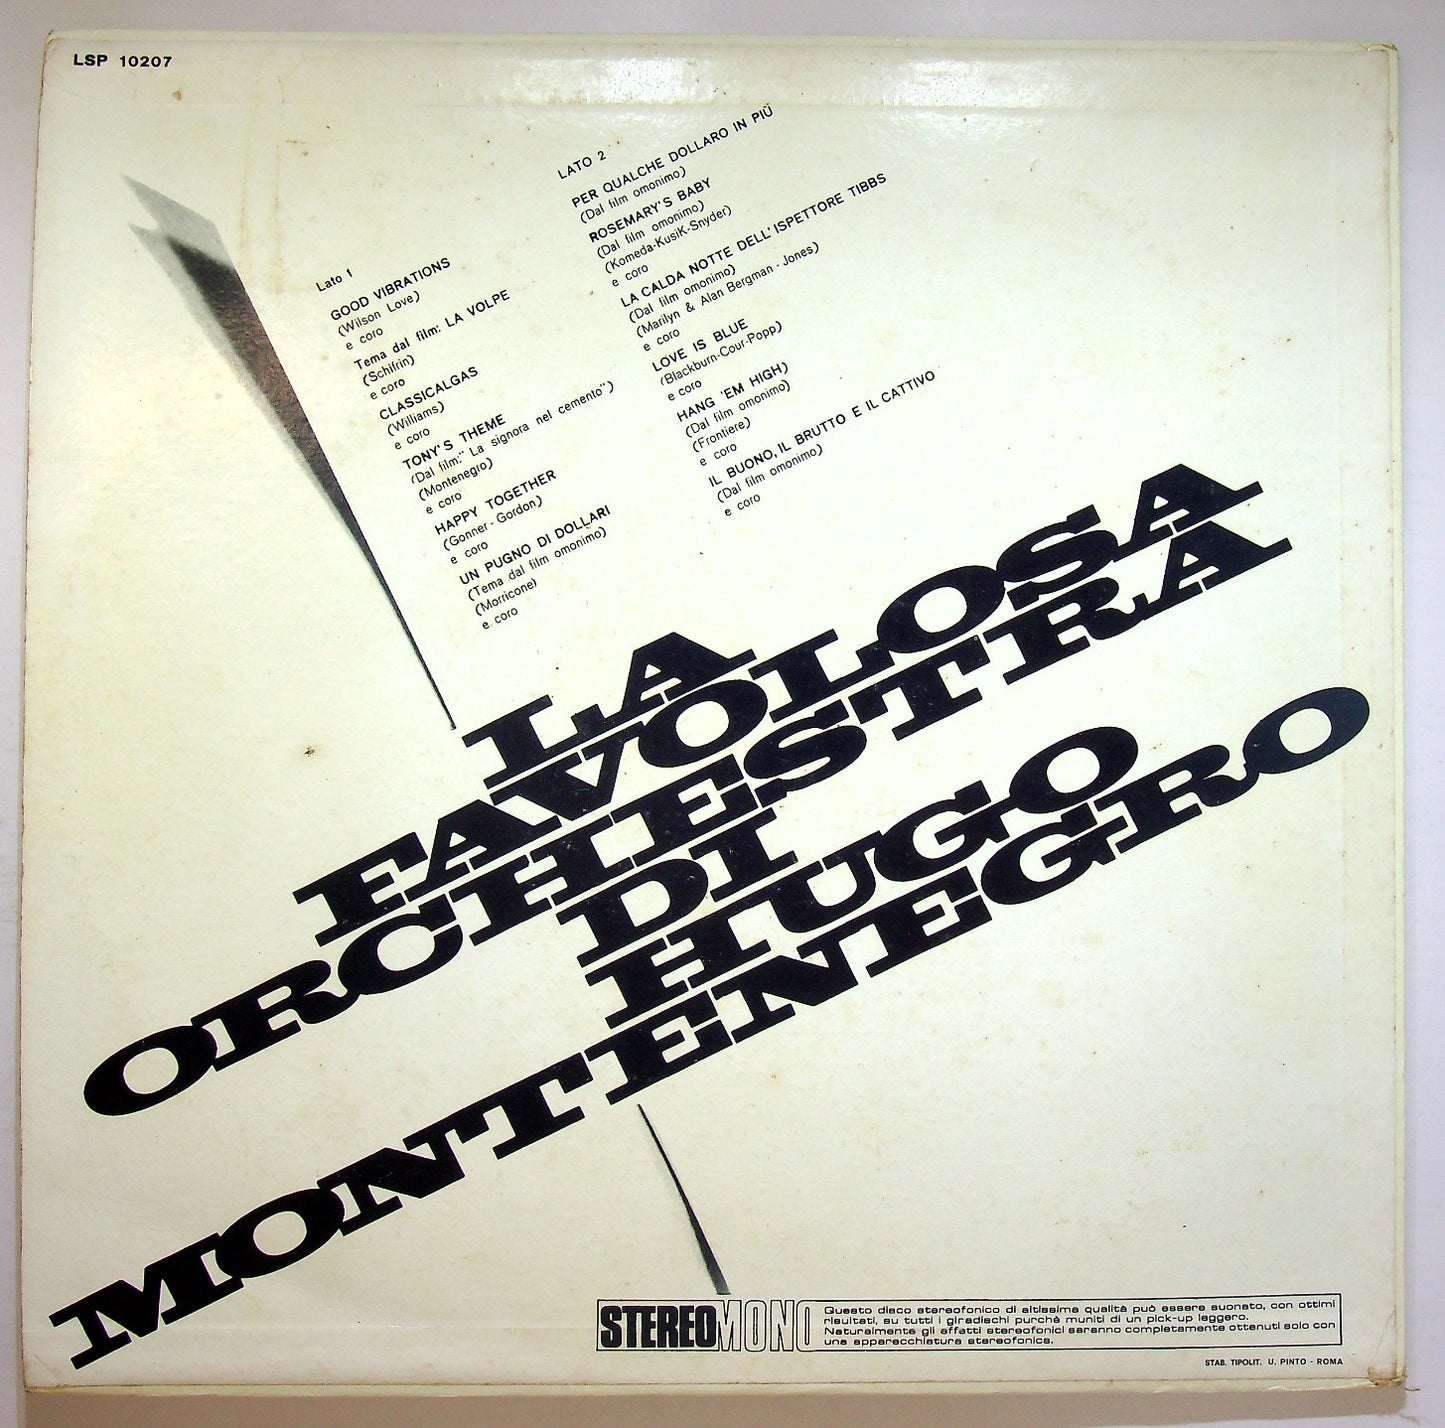 LSP 10207
Lato 1
GOOD VIBRATIONS
(Wilson Love)
e coro
Tema dal film: LA VOLPE
(Schifrin)
e coro
CLASSICALGAS
(Williams)
e coro
TONY'S THEME
(Dal film:" La signora nel cemento")
(Montenegro)
e coro
HAPPY TOGETHER
(Gonner - Gordon)
e coro
UN PUGNO DI DOLLARI
(Tema dal film omonimo)
(Morricone)
e coro
LATO 2
PER QUALCHE DOLLARO IN PIÙ
(Dal film omonimo)
ROSEMARY'S BABY
(Dal film omonimo)
(Komeda-KusiK-Snyder)
e coro
LA CALDA NOTTE DELL'ISPETTORE TIBBS
(Dal film omonimo)
(Marilyn & Alan Bergman - Jones)
e coro
LOVE IS BLUE
(Blackburn-Cour-Popp)
e coro
HANG 'EM HIGH)
(Dal film omonimo)
(Frontiere)
e coro
IL BUONO, IL BRUTTO E IL CATTIVO
(Dal film omonimo)
e coro
LA
FAVOLOSA
ORCHESTRA
DI
HUGO
MONTENEGRO
STEREO MONO
Questo disco stereofonico di altissima qualità può essere suonato, con ottimi
risultati, su tutti i giradischi purchè muniti di un pick-up leggero.
Naturalmente gli effetti stereofonici saranno completamente ottenuti solo con
una apparecchiatura stereofonica.
STAB. TIPOLIT. U. PINTO - ROMA